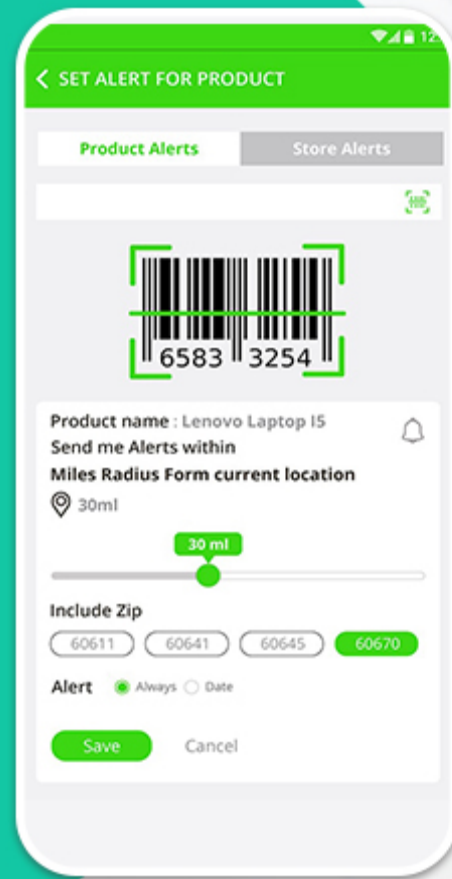 12:
SET ALERT FOR PRODUCT
Product Alerts Store Alerts
6583 3254
Product name : Lenovo Laptop I5
Send me Alerts within
Miles Radius Form current location
30ml
30 ml
Include Zip
60611 60641 60645 60670
Alert Always Date
Save Cancel